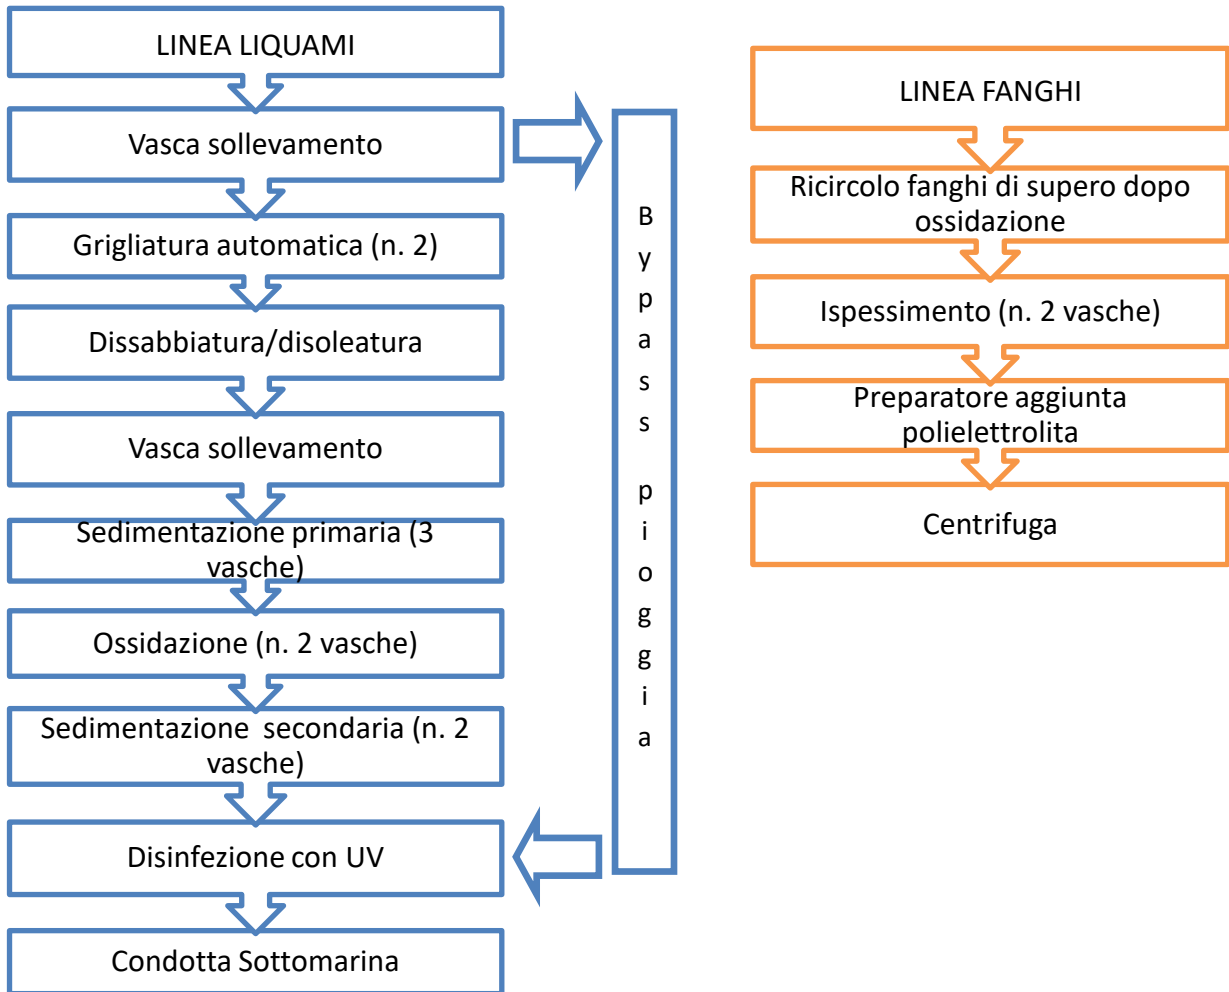 LINEA LIQUAMI
Vasca sollevamento
Grigliatura automatica (n. 2)
Dissabbiatura/disoleatura
Vasca sollevamento
Sedimentazione primaria (3
vasche)
Ossidazione (n. 2 vasche)
Sedimentazione secondaria (n. 2
vasche)
Disinfezione con UV
Condotta Sottomarina
Bypass pioggia
LINEA FANGHI
Ricircolo fanghi di supero dopo
ossidazione
Ispessimento (n. 2 vasche)
Preparatore aggiunta
polielettrolita
Centrifuga